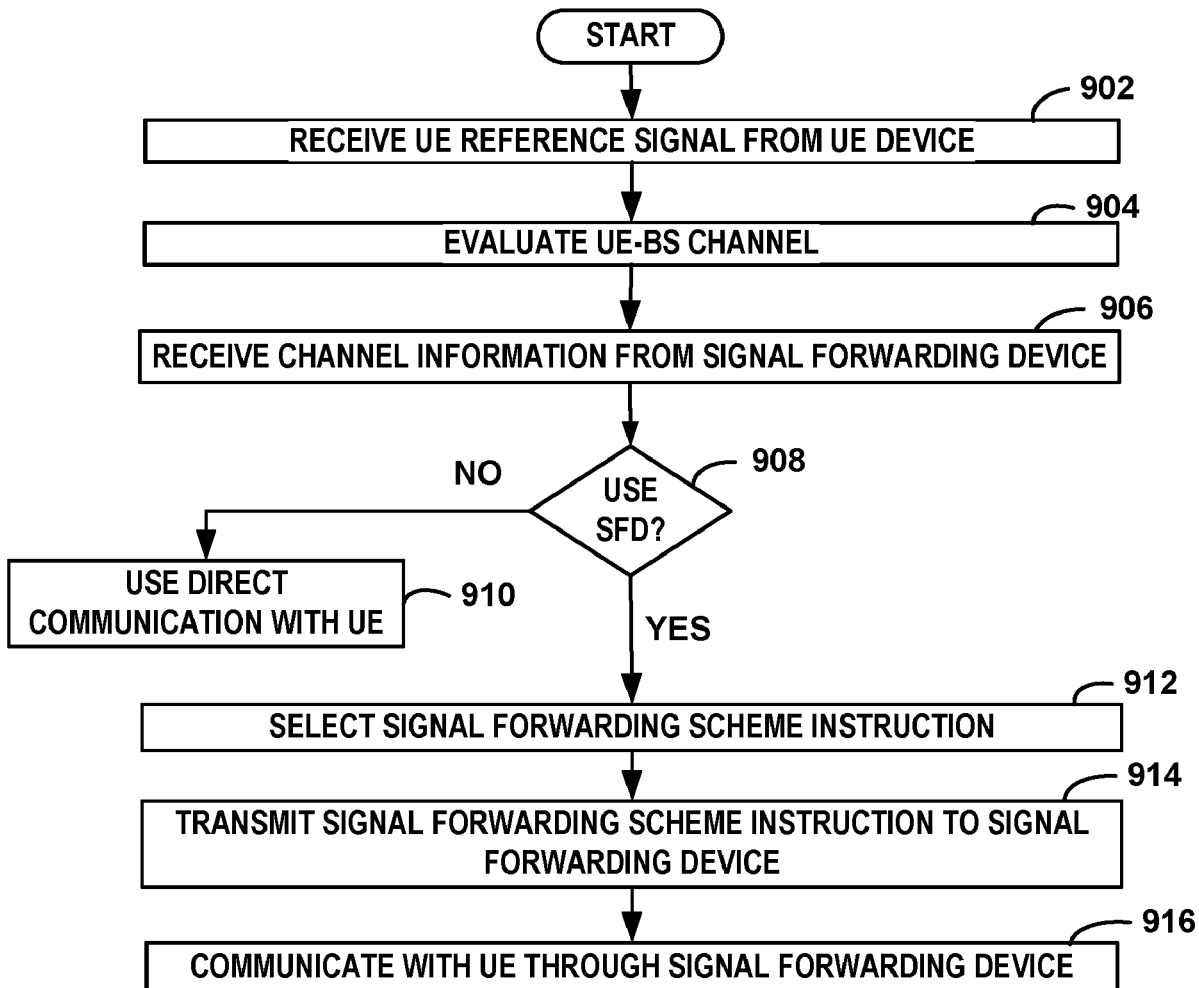 START
902
RECEIVE UE REFERENCE SIGNAL FROM UE DEVICE
904
EVALUATE UE-BS CHANNEL
906
RECEIVE CHANNEL INFORMATION FROM SIGNAL FORWARDING DEVICE
908
NO
USE
SFD?
USE DIRECT
COMMUNICATION WITH UE
910
YES
912
SELECT SIGNAL FORWARDING SCHEME INSTRUCTION
914
TRANSMIT SIGNAL FORWARDING SCHEME INSTRUCTION TO SIGNAL
FORWARDING DEVICE
916
COMMUNICATE WITH UE THROUGH SIGNAL FORWARDING DEVICE